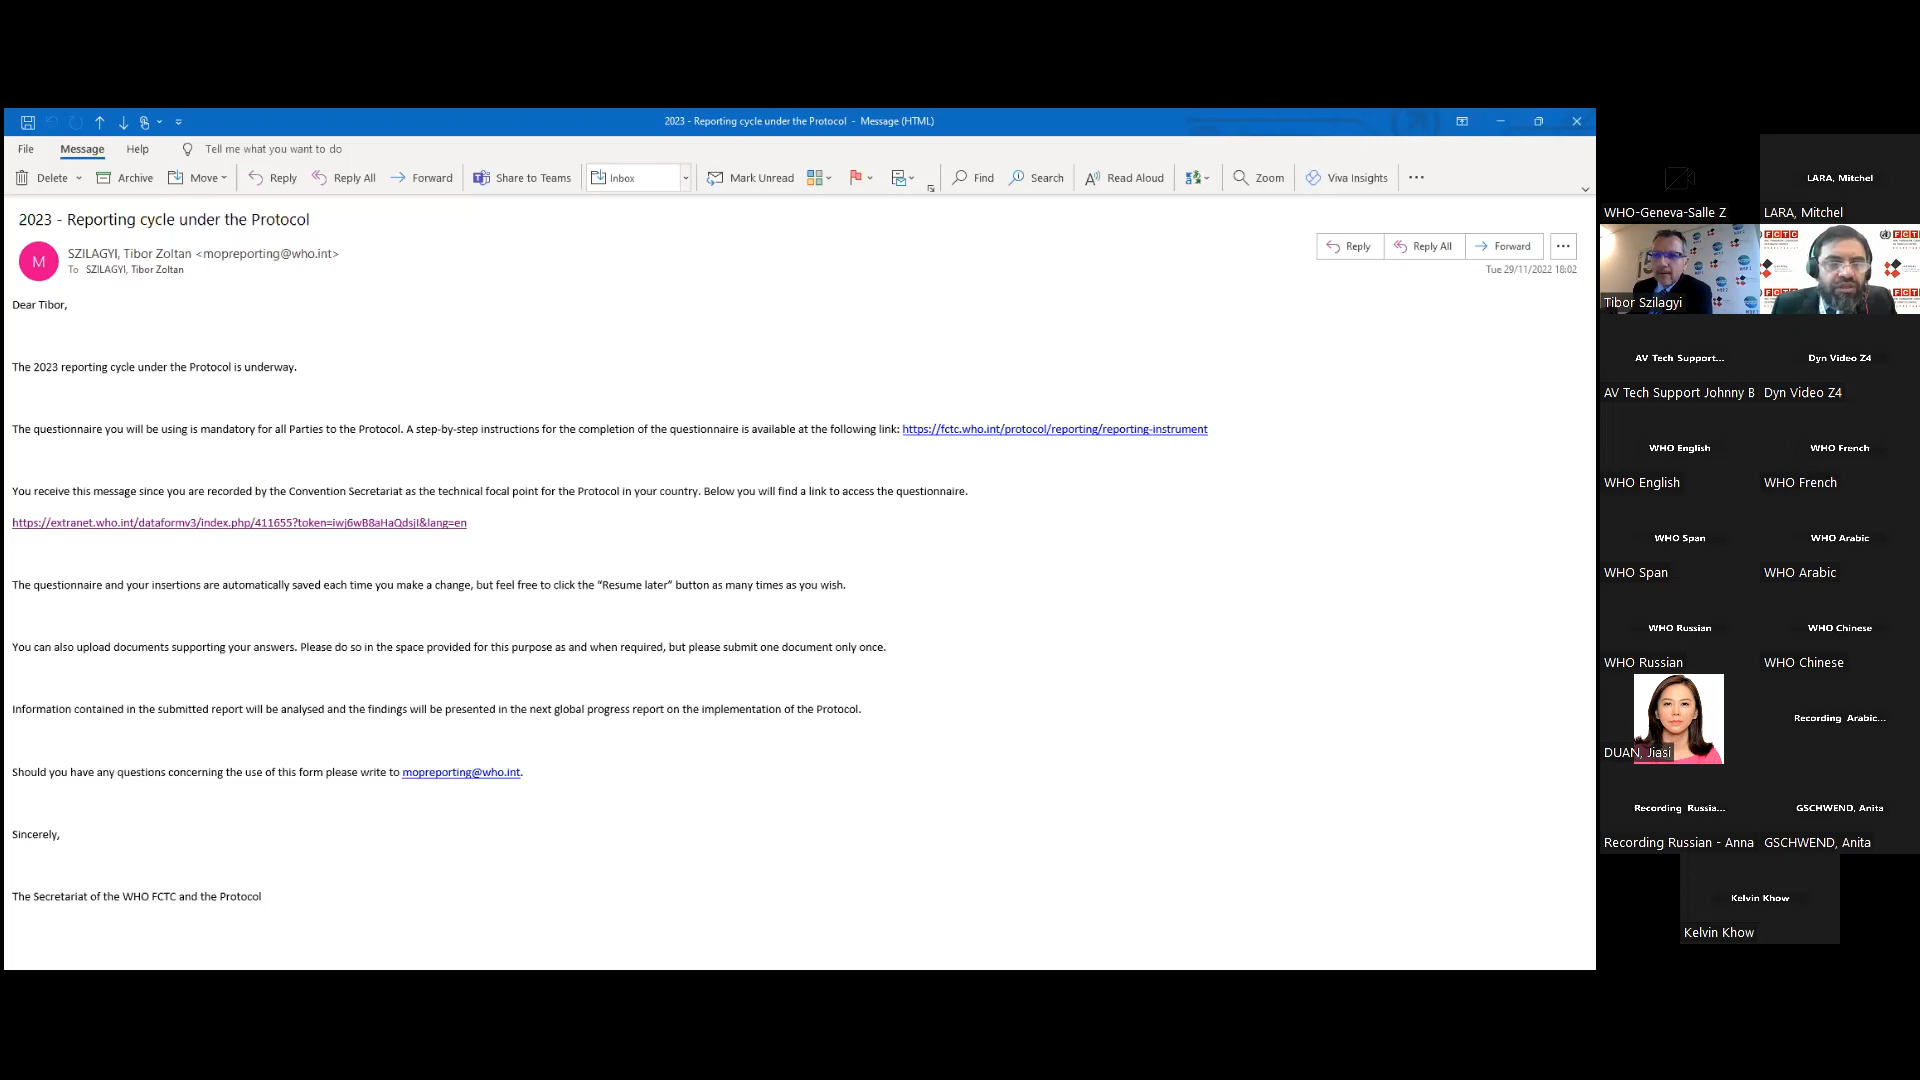 2023 - Reporting cycle under the Protocol - Message (HTML)
File Message Help Tell me what you want to do
Delete Archive Move Reply Reply All Forward Share to Teams Inbox Mark Unread Find Search Read Aloud Zoom Viva Insights
2023 - Reporting cycle under the Protocol
M
SZILAGYI, Tibor Zoltan <mopreporting@who.int>
To SZILAGYI, Tibor Zoltan
Reply Reply All Forward
Tue 29/11/2022 18:02
Dear Tibor,
The 2023 reporting cycle under the Protocol is underway.
The questionnaire you will be using is mandatory for all Parties to the Protocol. A step-by-step instructions for the completion of the questionnaire is available at the following link: https://fctc.who.int/protocol/reporting/reporting-instrument
You receive this message since you are recorded by the Convention Secretariat as the technical focal point for the Protocol in your country. Below you will find a link to access the questionnaire.
https://extranet.who.int/dataformv3/index.php/411655?token=iwj6wB8aHaQdsjI&lang=en
The questionnaire and your insertions are automatically saved each time you make a change, but feel free to click the “Resume later” button as many times as you wish.
You can also upload documents supporting your answers. Please do so in the space provided for this purpose as and when required, but please submit one document only once.
Information contained in the submitted report will be analysed and the findings will be presented in the next global progress report on the implementation of the Protocol.
Should you have any questions concerning the use of this form please write to mopreporting@who.int.
Sincerely,
The Secretariat of the WHO FCTC and the Protocol
WHO-Geneva-Salle Z
LARA, Mitchel
LARA, Mitchel
Tibor Szilagyi
FCTC
AV Tech Support...
AV Tech Support Johnny B
Dyn Video Z4
Dyn Video Z4
WHO English
WHO English
WHO French
WHO French
WHO Span
WHO Span
WHO Arabic
WHO Arabic
WHO Russian
WHO Russian
WHO Chinese
WHO Chinese
DUAN, Jiasi
Recording Arabic...
Recording Russia...
Recording Russian - Anna
GSCHWEND, Anita
GSCHWEND, Anita
Kelvin Khow
Kelvin Khow